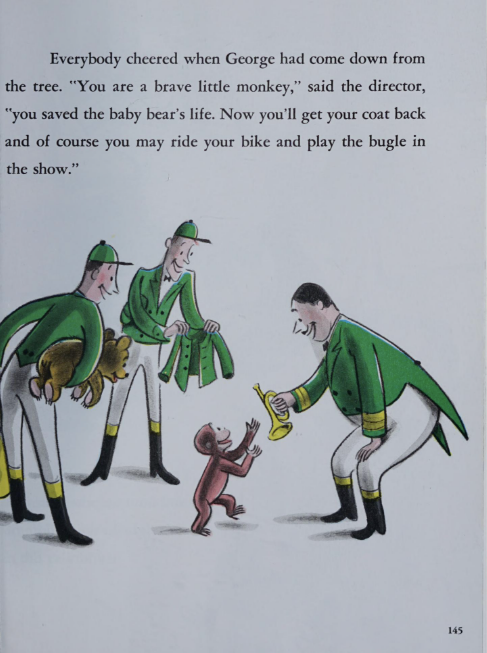 Everybody cheered when George had come down from
the tree. "You are a brave little monkey," said the director,
"you saved the baby bear's life. Now you'll get your coat back
and of course you may ride your bike and play the bugle in
the show."
145